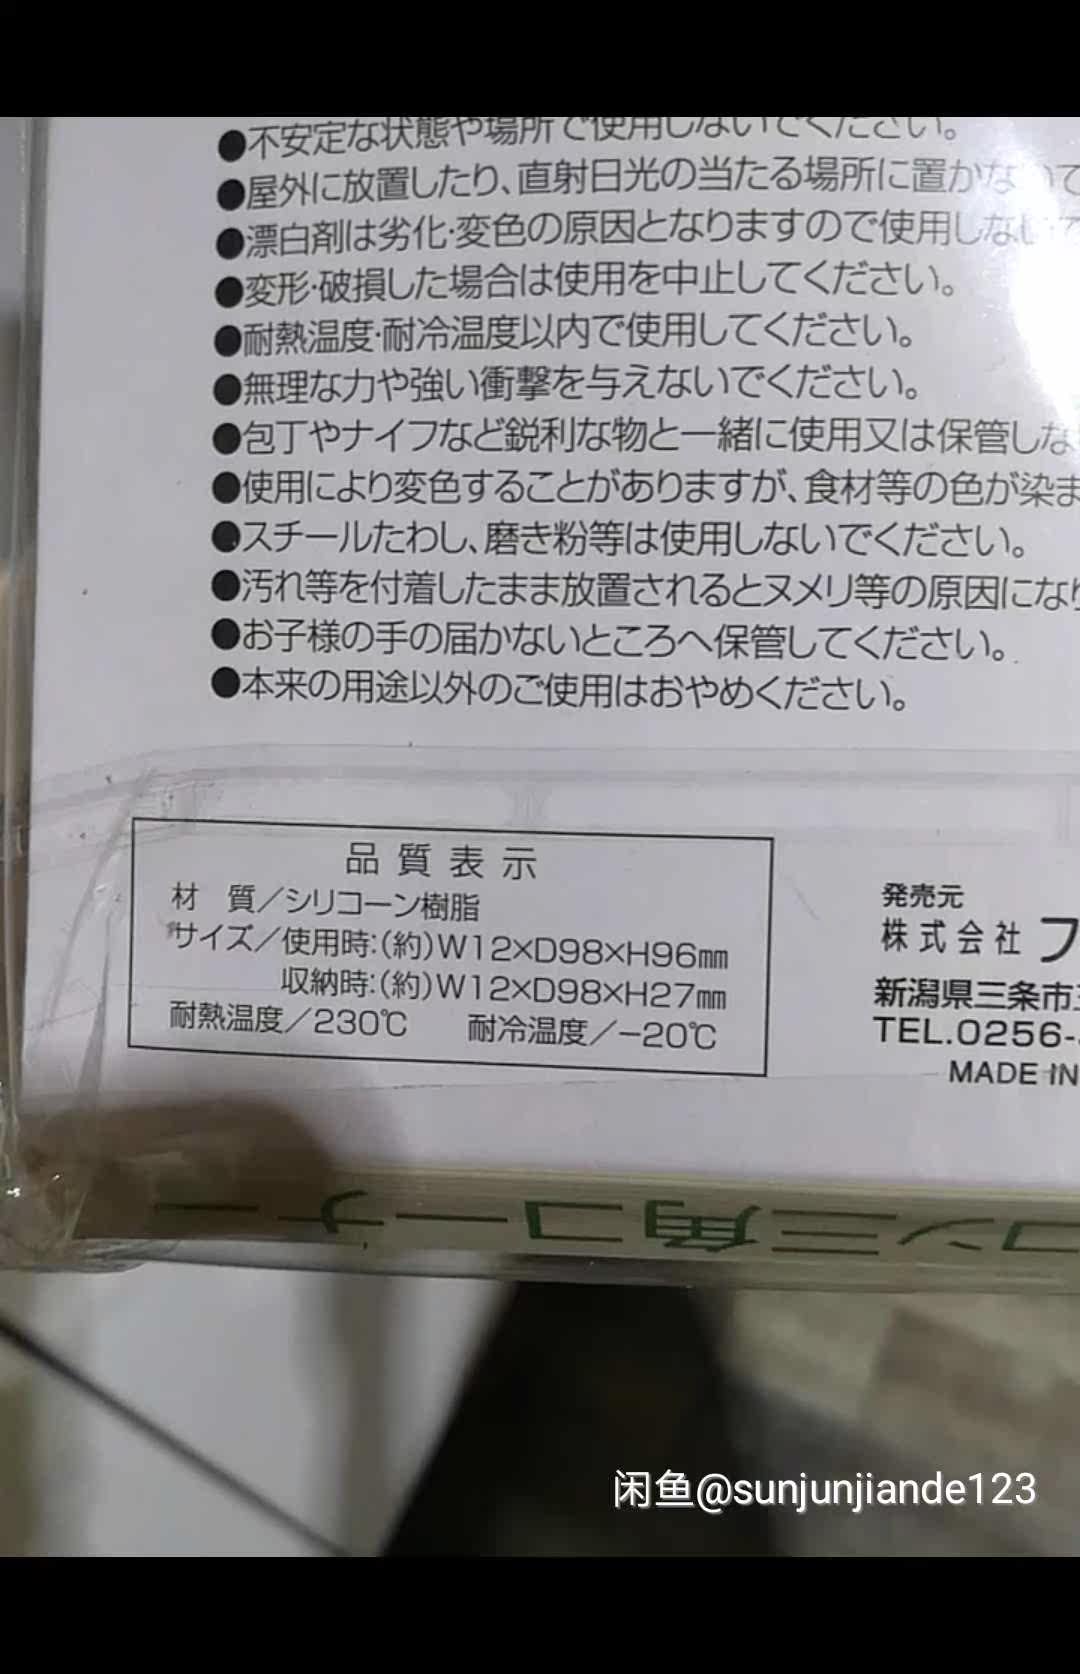 ●不安定な状態や場所で使用しないでください。
●屋外に放置したり、直射日光の当たる場所に置かないで
●漂白剤は劣化・変色の原因となりますので使用しないで
●変形・破損した場合は使用を中止してください。
●耐熱温度・耐冷温度以内で使用してください。
●無理な力や強い衝撃を与えないでください。
●包丁やナイフなど鋭利な物と一緒に使用又は保管しな
●使用により変色することがありますが、食材等の色が染ま
●スチールたわし、磨き粉等は使用しないでください。
●汚れ等を付着したまま放置されるとヌメリ等の原因になり
●お子様の手の届かないところへ保管してください。
●本来の用途以外のご使用はおやめください。
品質表示
材 質／シリコーン樹脂
サイズ／使用時:(約)W12×D98×H96mm
収納時:(約)W12×D98×H27mm
耐熱温度／230℃ 耐冷温度／−20℃
発売元
株式会社フ
新潟県三条市
TEL.0256-
MADE IN
コン三角コーナー
闲鱼@sunjunjiande123